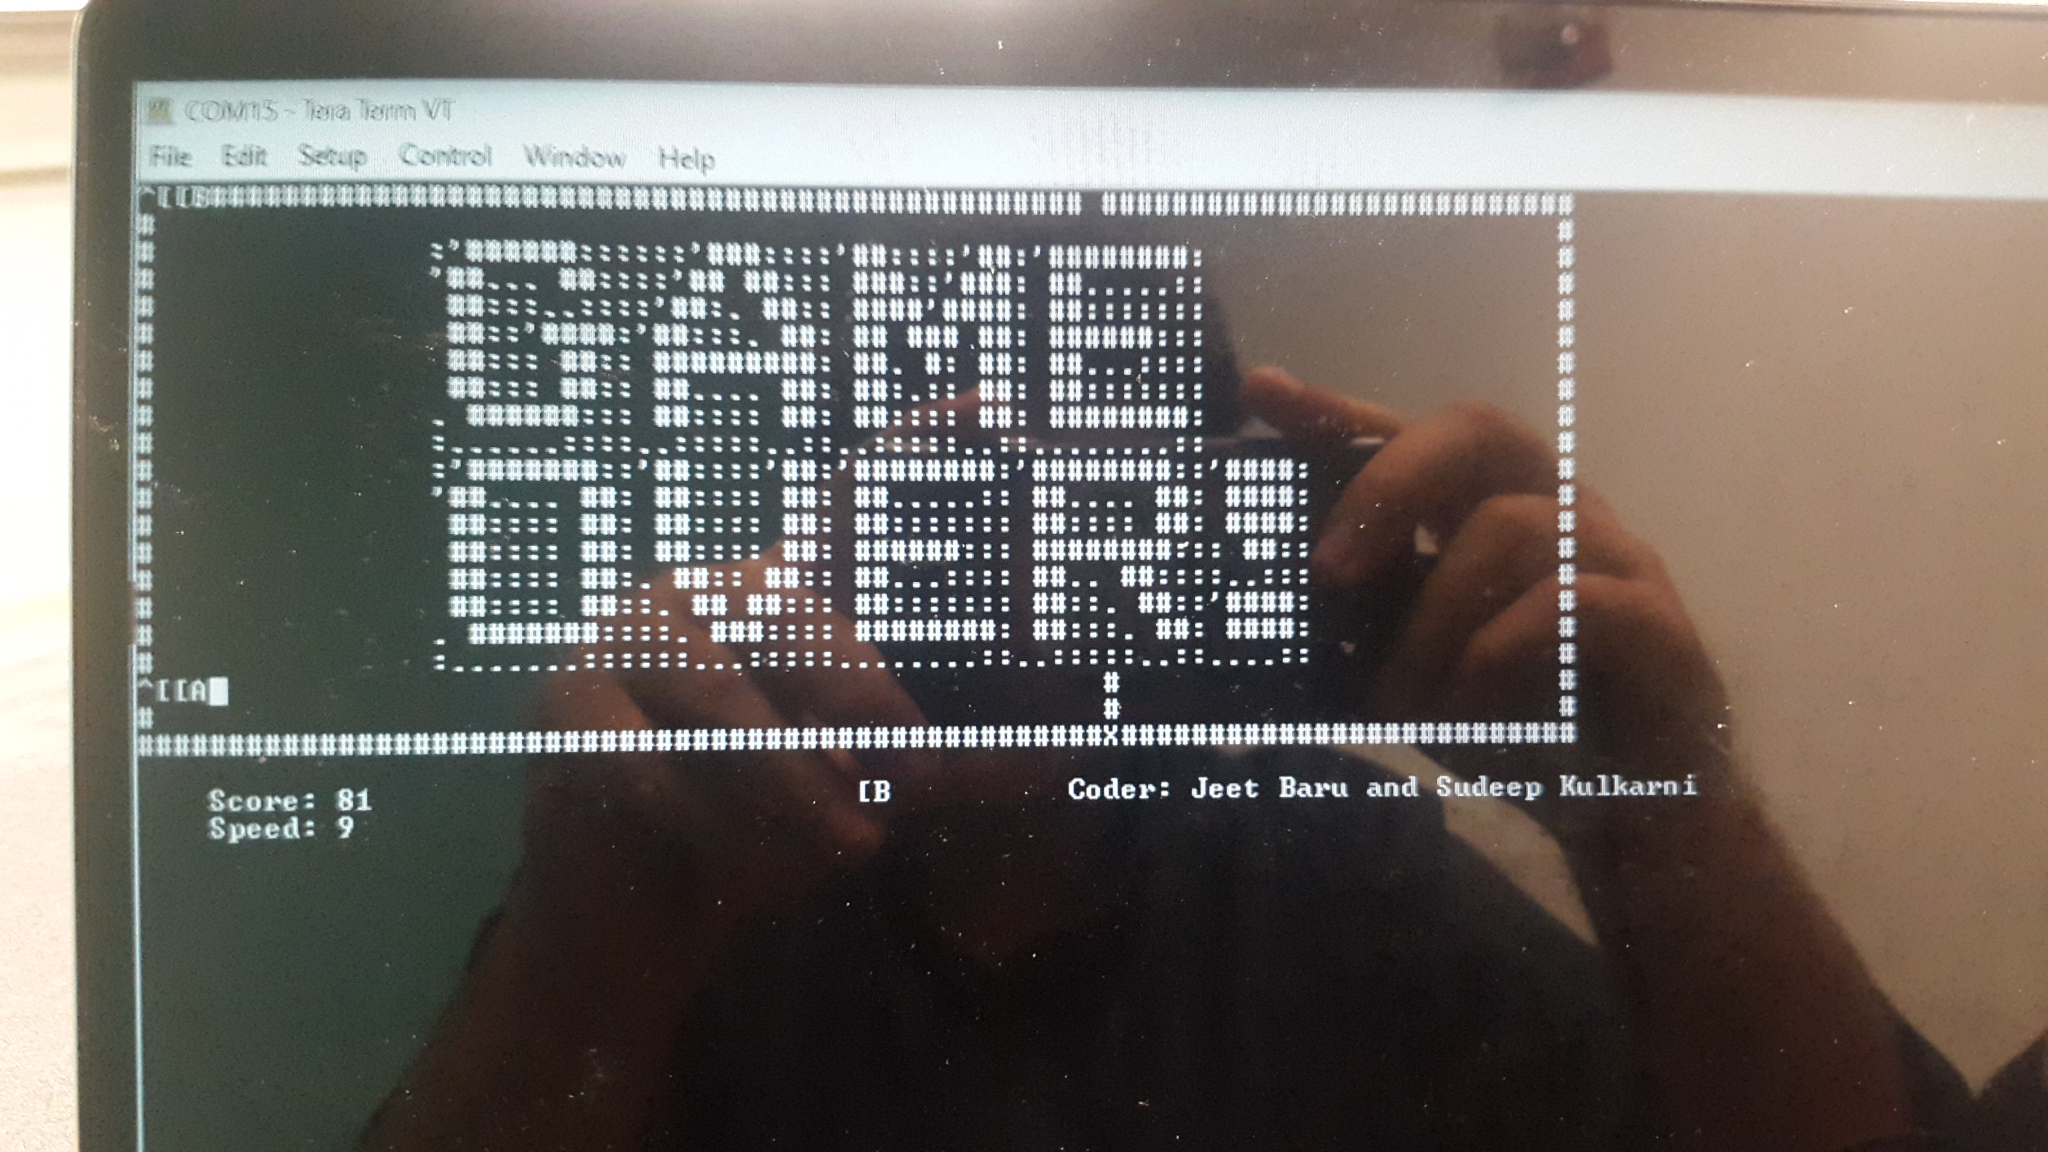 COM15 - Tera Term VT
File Edit Setup Control Window Help
^[[B
GAME
OVER!
^[[A
X
[B Coder: Jeet Baru and Sudeep Kulkarni
Score: 81
Speed: 9